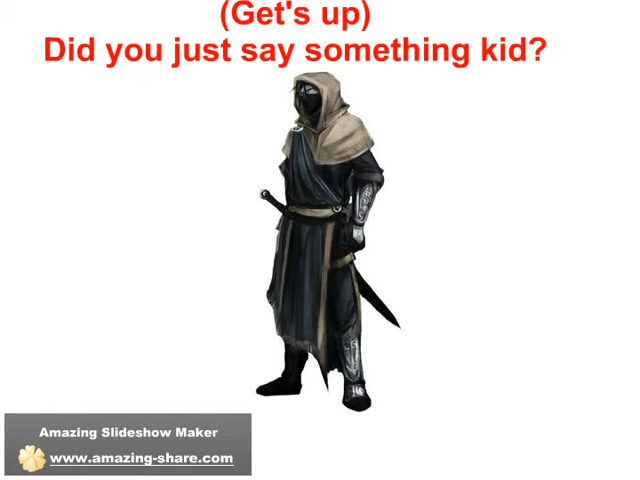 (Get's up)
Did you just say something kid?
Amazing Slideshow Maker
www.amazing-share.com